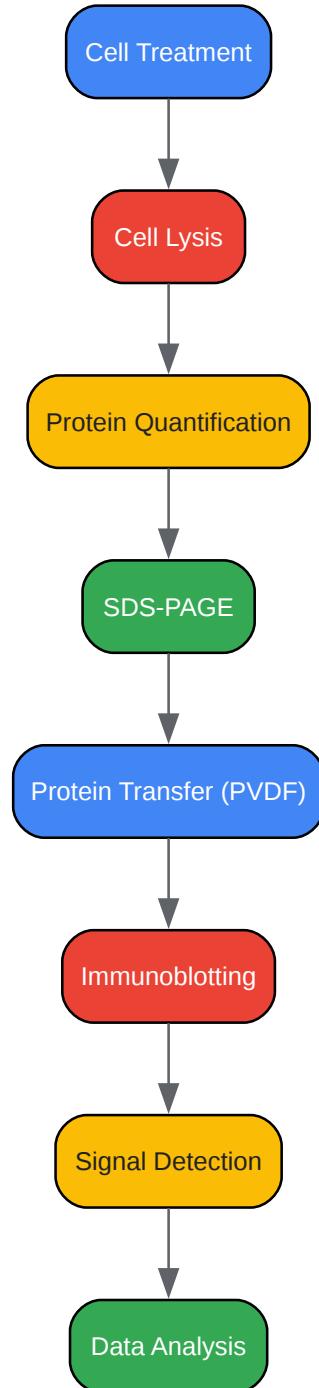 Cell Treatment
Cell Lysis
Protein Quantification
SDS-PAGE
Protein Transfer (PVDF)
Immunoblotting
Signal Detection
Data Analysis